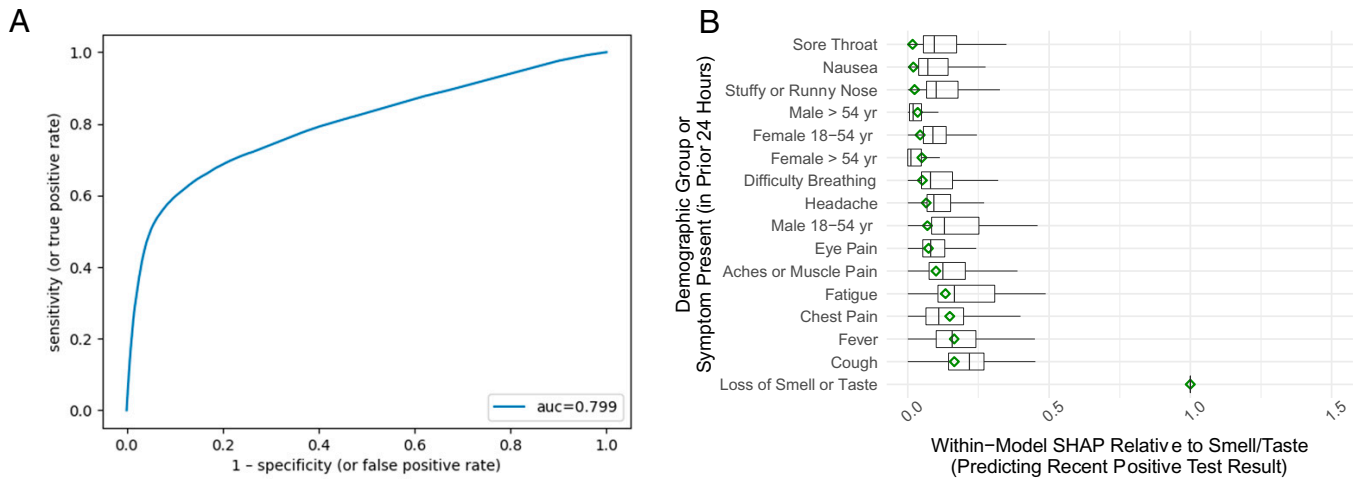 A
1.0
0.8
0.6
0.4
0.2
0.0
sensitivity (or true positive rate)
auc=0.799
0.0 0.2 0.4 0.6 0.8 1.0
1 – specificity (or false positive rate)
B
Demographic Group or
Symptom Present (in Prior 24 Hours)
Sore Throat
Nausea
Stuffy or Runny Nose
Male > 54 yr
Female 18−54 yr
Female > 54 yr
Difficulty Breathing
Headache
Male 18−54 yr
Eye Pain
Aches or Muscle Pain
Fatigue
Chest Pain
Fever
Cough
Loss of Smell or Taste
0.0 0.5 1.0 1.5
Within−Model SHAP Relative to Smell/Taste
(Predicting Recent Positive Test Result)